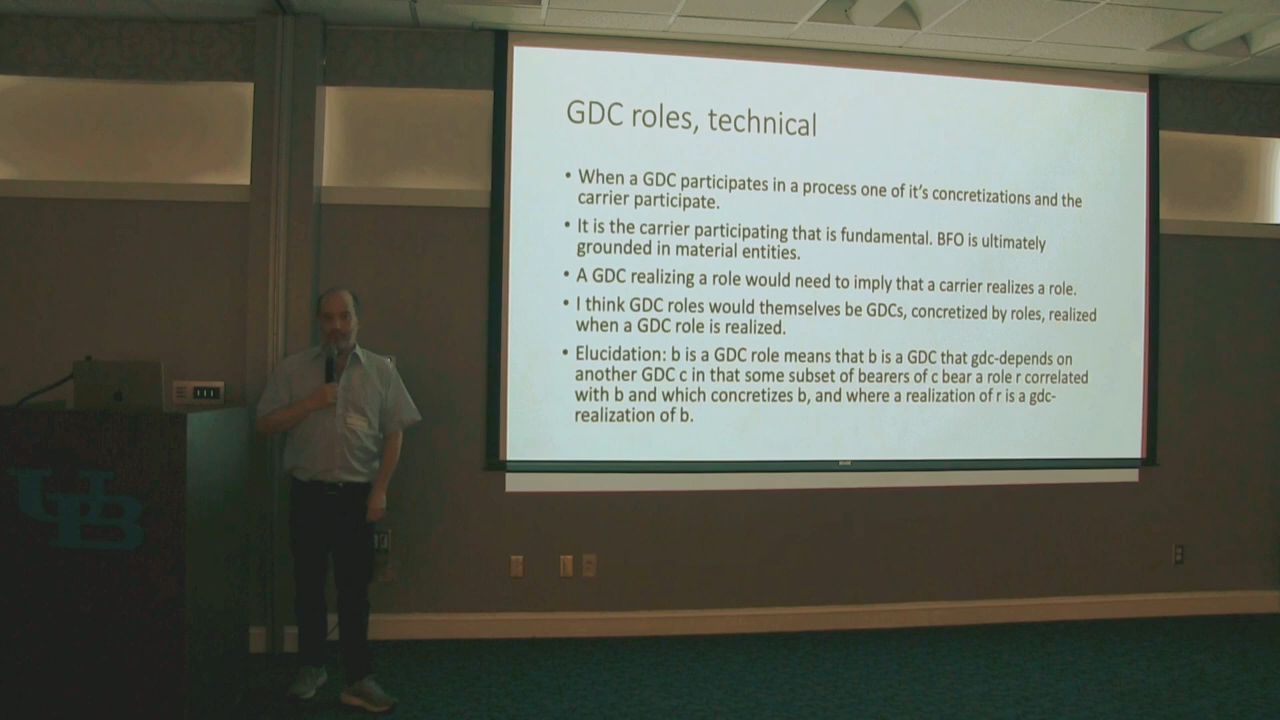 GDC roles, technical
• When a GDC participates in a process one of it's concretizations and the
carrier participate.
• It is the carrier participating that is fundamental. BFO is ultimately
grounded in material entities.
• A GDC realizing a role would need to imply that a carrier realizes a role.
• I think GDC roles would themselves be GDCs, concretized by roles, realized
when a GDC role is realized.
• Elucidation: b is a GDC role means that b is a GDC that gdc-depends on
another GDC c in that some subset of bearers of c bear a role r correlated
with b and which concretizes b, and where a realization of r is a gdc-
realization of b.
UB